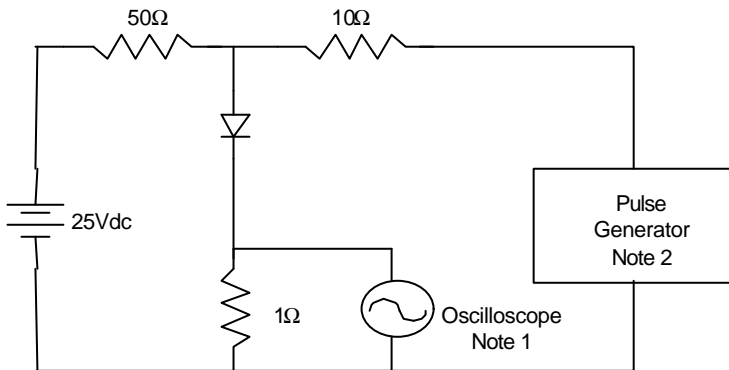 50Ω
10Ω
25Vdc
Pulse
Generator
Note 2
1Ω
Oscilloscope
Note 1